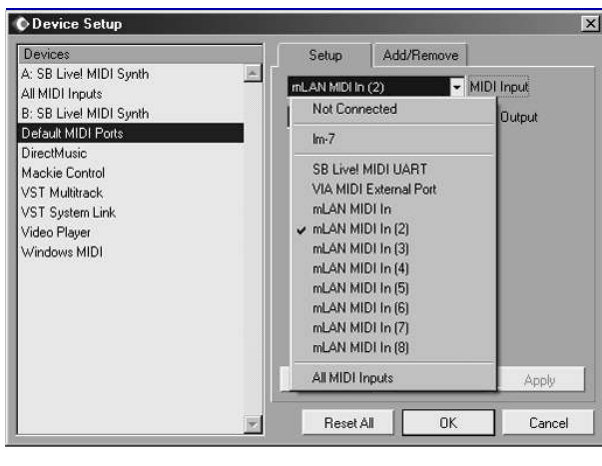 Device Setup
Devices
A: SB Live! MIDI Synth
All MIDI Inputs
B: SB Live! MIDI Synth
Default MIDI Ports
DirectMusic
Mackie Control
VST Multitrack
VST System Link
Video Player
Windows MIDI
Setup
Add/Remove
mLAN MIDI In (2)
MIDI Input
Output
Not Connected
lm-7
SB Live! MIDI UART
VIA MIDI External Port
mLAN MIDI In
mLAN MIDI In (2)
mLAN MIDI In (3)
mLAN MIDI In (4)
mLAN MIDI In (5)
mLAN MIDI In (6)
mLAN MIDI In (7)
mLAN MIDI In (8)
All MIDI Inputs
Apply
Reset All
OK
Cancel